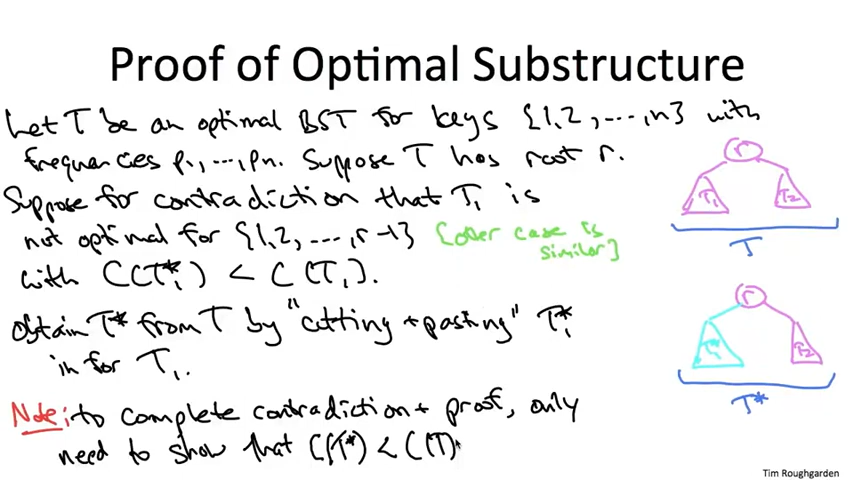 Proof of Optimal Substructure
Let T be an optimal BST for keys {1,2,...,n} with
frequencies p1,...,pn. Suppose T has root r.
Suppose for contradiction that T1 is
not optimal for {1,2,...,r-1} [other case is
similar]
with C(T1*) < C(T1).
obtain T* from T by "cutting + pasting" T1*
in for T1.
Note: to complete contradiction + proof, only
need to show that C(T*) < C(T)
r
T1 T2
T
r
T1* T2
T*
Tim Roughgarden